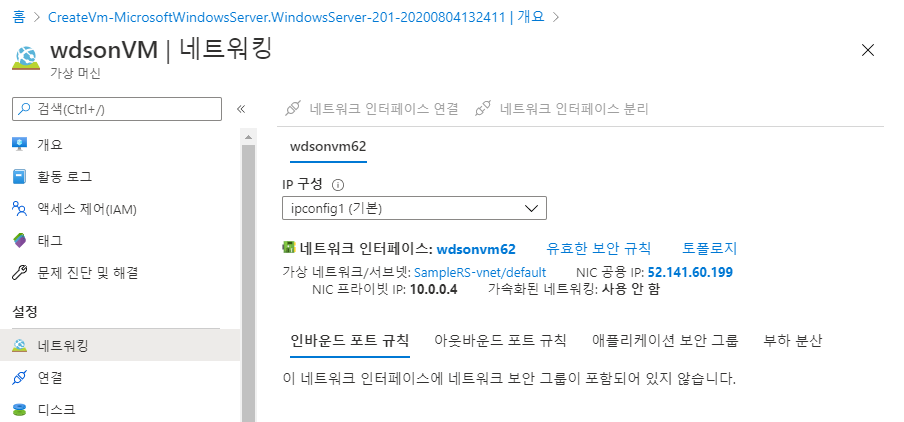 홈 > CreateVm-MicrosoftWindowsServer.WindowsServer-201-20200804132411 | 개요 >
wdsonVM | 네트워킹
가상 머신
검색(Ctrl+/)
«
개요
활동 로그
액세스 제어(IAM)
태그
문제 진단 및 해결
설정
네트워킹
연결
디스크
네트워크 인터페이스 연결 네트워크 인터페이스 분리
wdsonvm62
IP 구성
ipconfig1 (기본)
네트워크 인터페이스: wdsonvm62 유효한 보안 규칙 토폴로지
가상 네트워크/서브넷: SampleRS-vnet/default NIC 공용 IP: 52.141.60.199
NIC 프라이빗 IP: 10.0.0.4 가속화된 네트워킹: 사용 안 함
인바운드 포트 규칙 아웃바운드 포트 규칙 애플리케이션 보안 그룹 부하 분산
이 네트워크 인터페이스에 네트워크 보안 그룹이 포함되어 있지 않습니다.